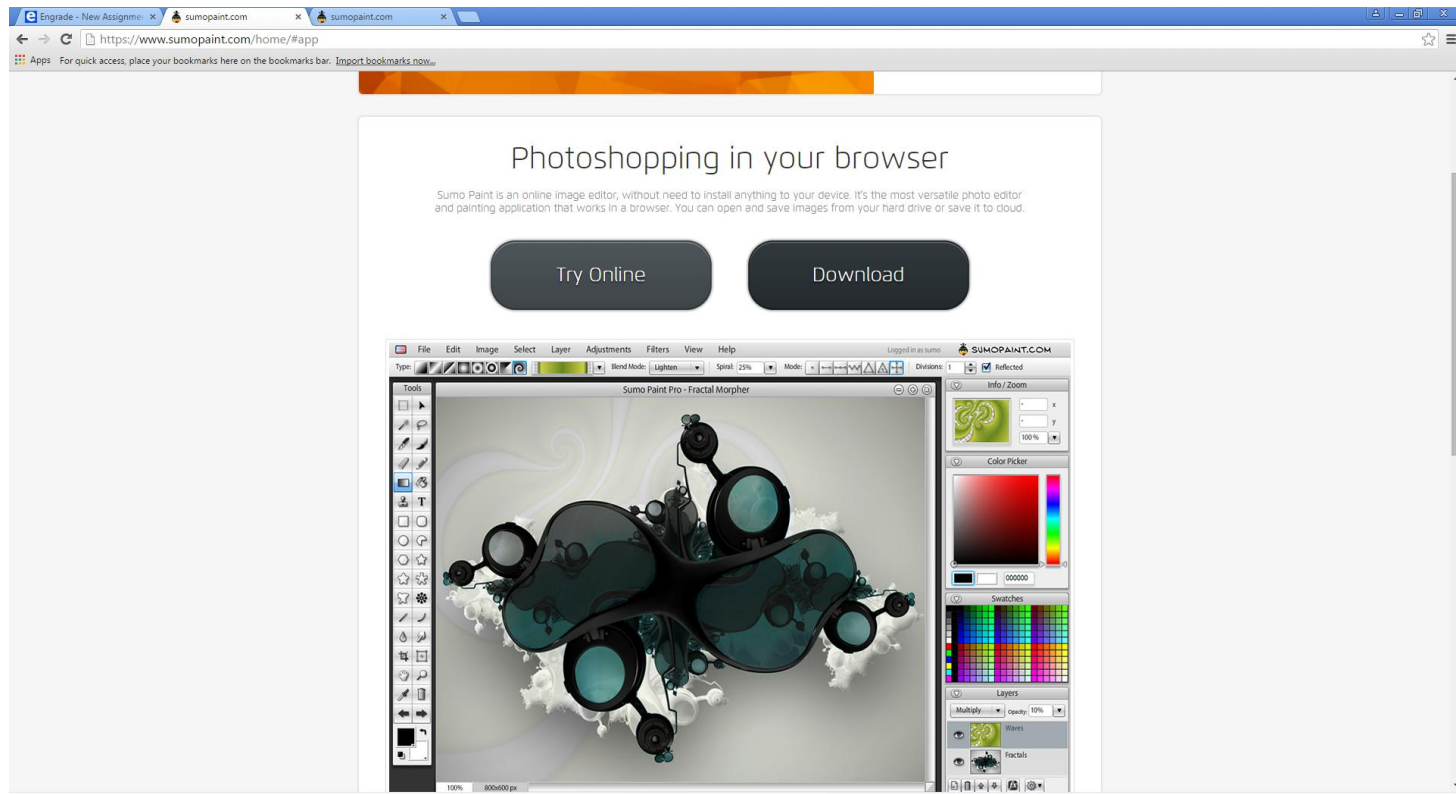 Engrade - New Assignme
sumopaint.com
sumopaint.com
https://www.sumopaint.com/home/#app
Apps For quick access, place your bookmarks here on the bookmarks bar. Import bookmarks now...
Photoshopping in your browser
Sumo Paint is an online image editor, without need to install anything to your device. It's the most versatile photo editor
and painting application that works in a browser. You can open and save images from your hard drive or save it to cloud.
Try Online
Download
File Edit Image Select Layer Adjustments Filters View Help
Logged in as sumo
SUMOPAINT.COM
Type:
Blend Mode: Lighten
Spiral: 25%
Mode:
Divisions: 1
Reflected
Tools
Sumo Paint Pro - Fractal Morpher
T
Info / Zoom
- x
- y
100 %
Color Picker
000000
Swatches
Layers
Multiply
Opacity: 10%
Waves
Fractals
100%
800x600 px